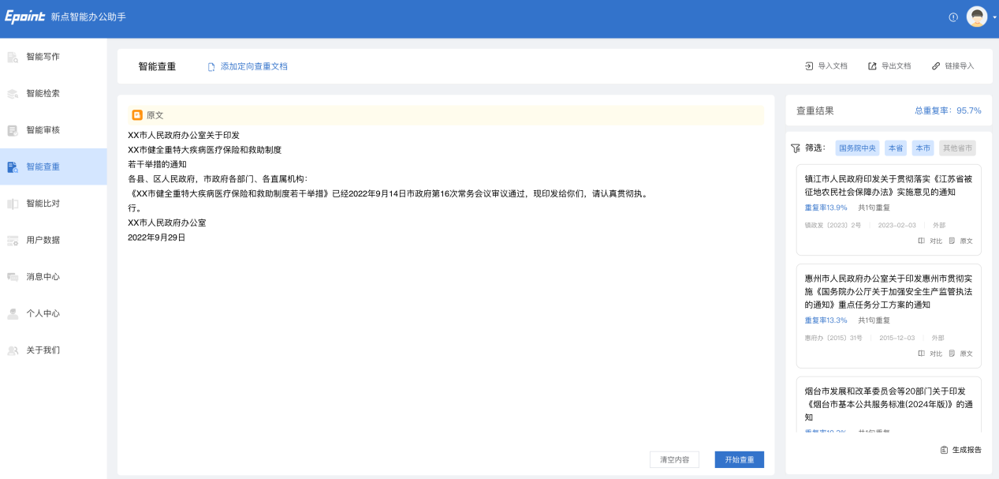 Epoint 新点智能办公助手
智能写作
智能检索
智能审核
智能查重
智能比对
用户数据
消息中心
个人中心
关于我们
智能查重
添加定向查重文档
导入文档
导出文档
链接导入
原文
XX市人民政府办公室关于印发
XX市健全重特大疾病医疗保险和救助制度
若干举措的通知
各县、区人民政府，市政府各部门、各直属机构：
《XX市健全重特大疾病医疗保险和救助制度若干举措》已经2022年9月14日市政府第16次常务会议审议通过，现印发给你们，请认真贯彻执。
行。
XX市人民政府办公室
2022年9月29日
清空内容
开始查重
查重结果
总重复率：95.7%
筛选：
国务院中央
本省
本市
其他省市
镇江市人民政府印发关于贯彻落实《江苏省被
征地农民社会保障办法》实施意见的通知
重复率13.9% 共1句重复
镇政发〔2023〕2号 2023-02-03 外部
对比 原文
惠州市人民政府办公室关于印发惠州市贯彻实
施《国务院办公厅关于加强安全生产监管执法
的通知》重点任务分工方案的通知
重复率13.3% 共1句重复
惠府办〔2015〕31号 2015-12-03 外部
对比 原文
烟台市发展和改革委员会等20部门关于印发
《烟台市基本公共服务标准(2024年版)》的通
知
生成报告